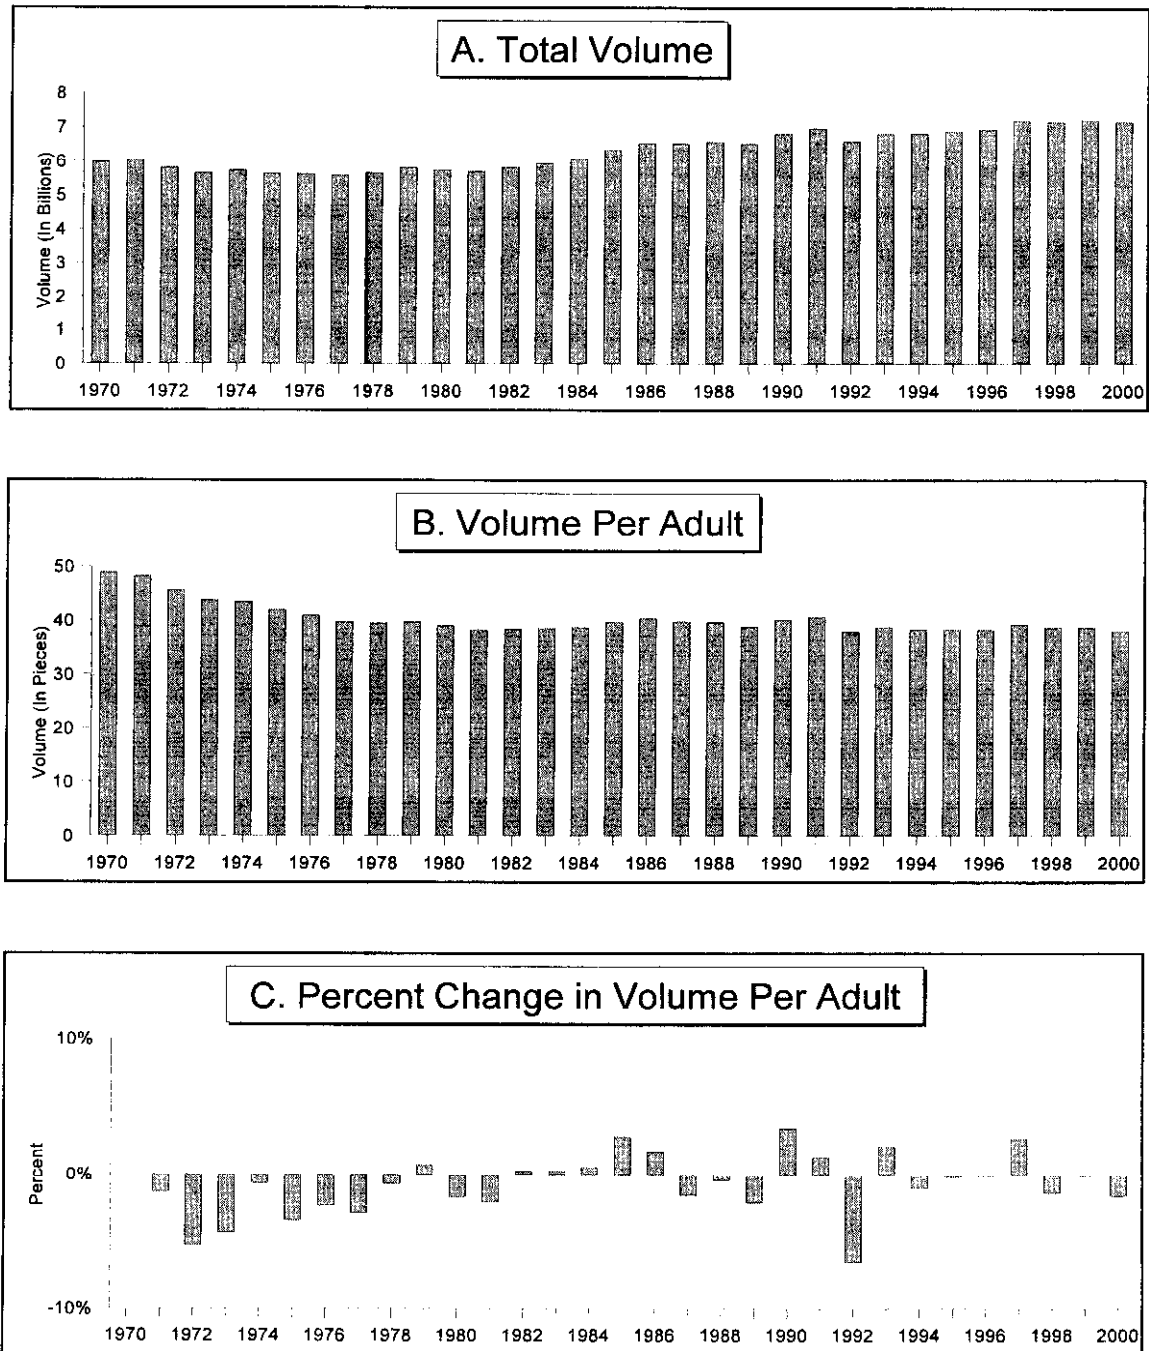 A. Total Volume
8
7
6
5
4
3
2
1
0
Volume (In Billions)
1970 1972 1974 1976 1978 1980 1982 1984 1986 1988 1990 1992 1994 1996 1998 2000
B. Volume Per Adult
50
40
30
20
10
0
Volume (In Pieces)
1970 1972 1974 1976 1978 1980 1982 1984 1986 1988 1990 1992 1994 1996 1998 2000
C. Percent Change in Volume Per Adult
10%
0%
-10%
Percent
1970 1972 1974 1976 1978 1980 1982 1984 1986 1988 1990 1992 1994 1996 1998 2000